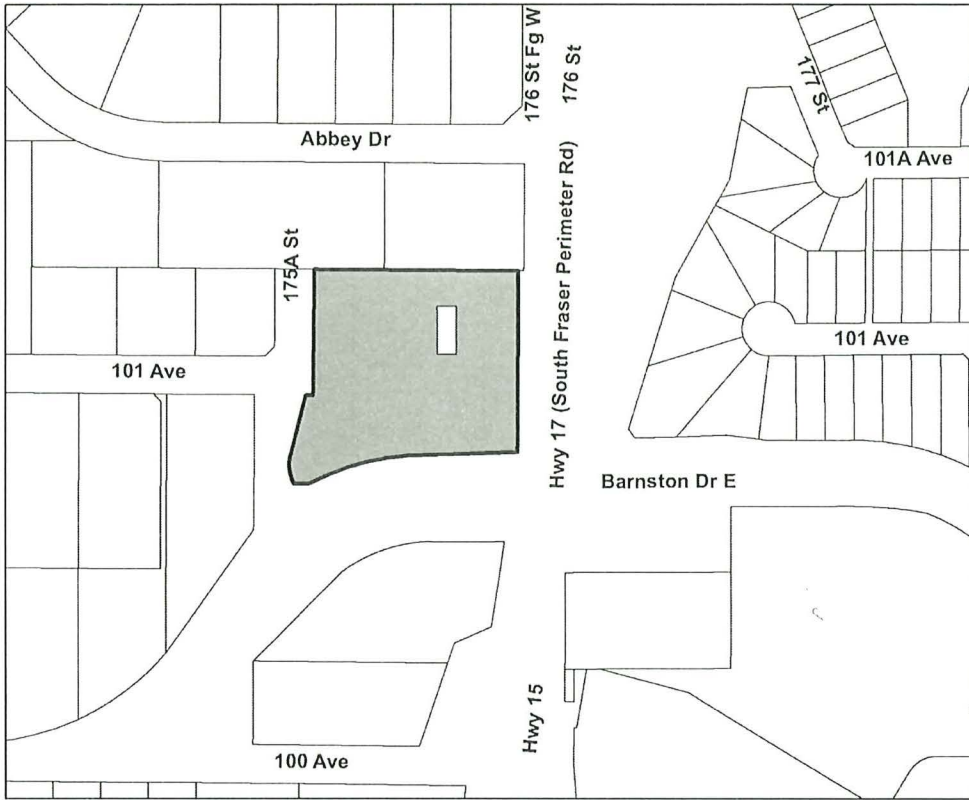 176 St Fg W
176 St
177 St
Abbey Dr
101A Ave
175A St
Hwy 17 (South Fraser Perimeter Rd)
101 Ave
101 Ave
Barnston Dr E
Hwy 15
100 Ave